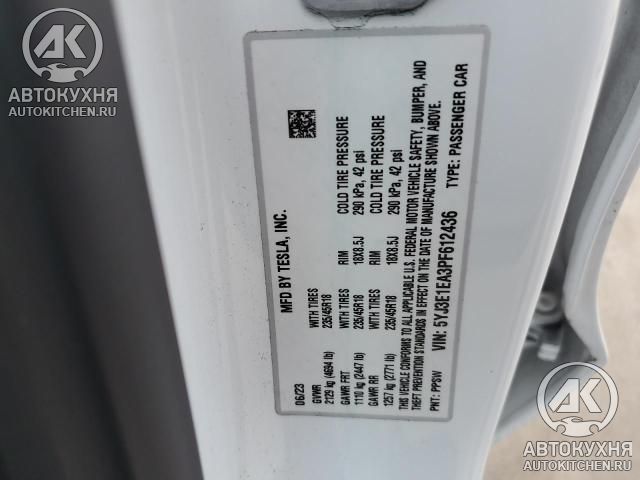 AK
АВТОКУХНЯ
AUTOKITCHEN.RU
MFD BY TESLA, INC.
06/23
GVWR
2129 kg (4694 lb)
GAWR FRT WITH TIRES RIM COLD TIRE PRESSURE
1110 kg (2447 lb) 235/45R18 18X8.5J 290 kPa, 42 psi
GAWR RR WITH TIRES RIM COLD TIRE PRESSURE
1257 kg (2771 lb) 235/45R18 18X8.5J 290 kPa, 42 psi
THIS VEHICLE CONFORMS TO ALL APPLICABLE U.S. FEDERAL MOTOR VEHICLE SAFETY, BUMPER, AND
THEFT PREVENTION STANDARDS IN EFFECT ON THE DATE OF MANUFACTURE SHOWN ABOVE.
VIN: 5YJ3E1EA3PF612436 TYPE: PASSENGER CAR
PNT: PPSW
AK
АВТОКУХНЯ
AUTOKITCHEN.RU